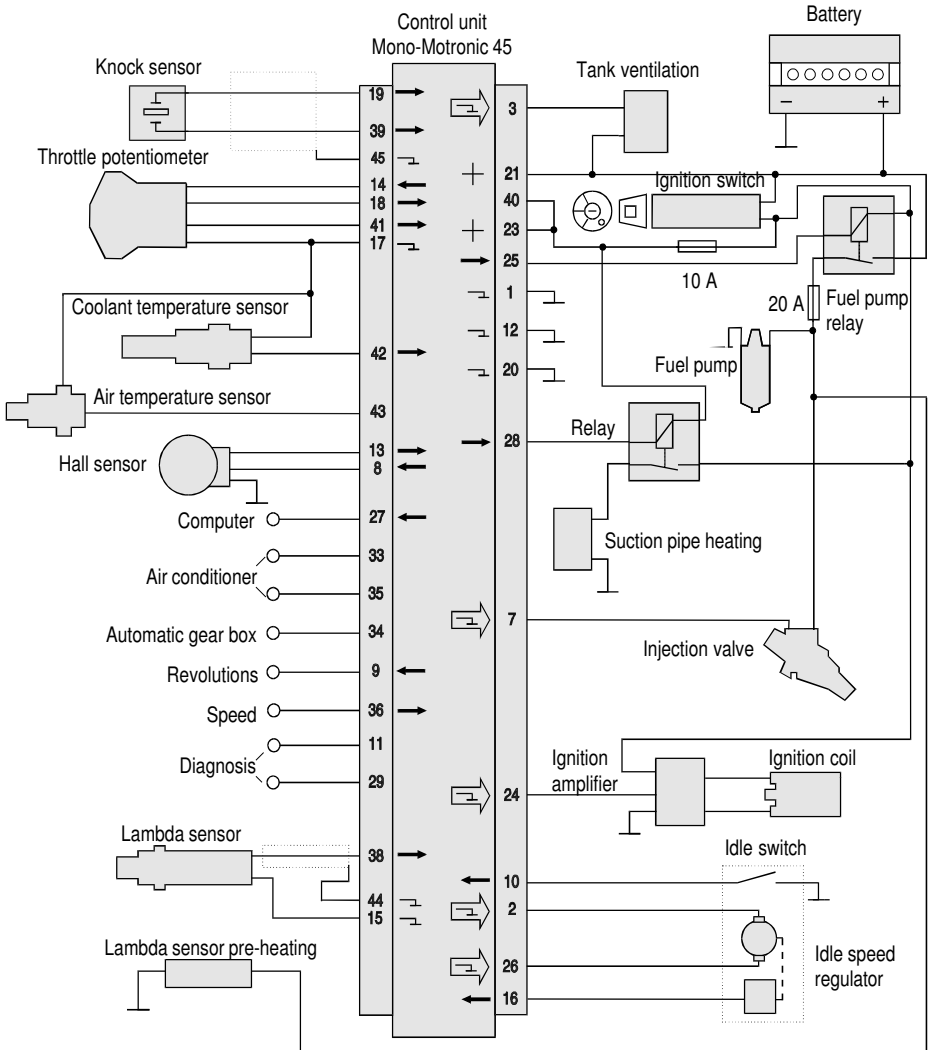 Control unit
Mono-Motronic 45
Battery
Knock sensor
Tank ventilation
19
3
39
45
Throttle potentiometer
14
18
41
17
21
Ignition switch
40
23
25
10 A
1
20 A
Fuel pump
relay
Coolant temperature sensor
12
42
20
Fuel pump
Air temperature sensor
43
Relay
28
Hall sensor
13
8
Computer
27
Suction pipe heating
Air conditioner
33
35
Automatic gear box
34
7
Injection valve
Revolutions
9
Speed
36
Diagnosis
11
29
24
Ignition
amplifier
Ignition coil
Lambda sensor
38
Idle switch
10
44
15
2
Lambda sensor pre-heating
26
Idle speed
regulator
16